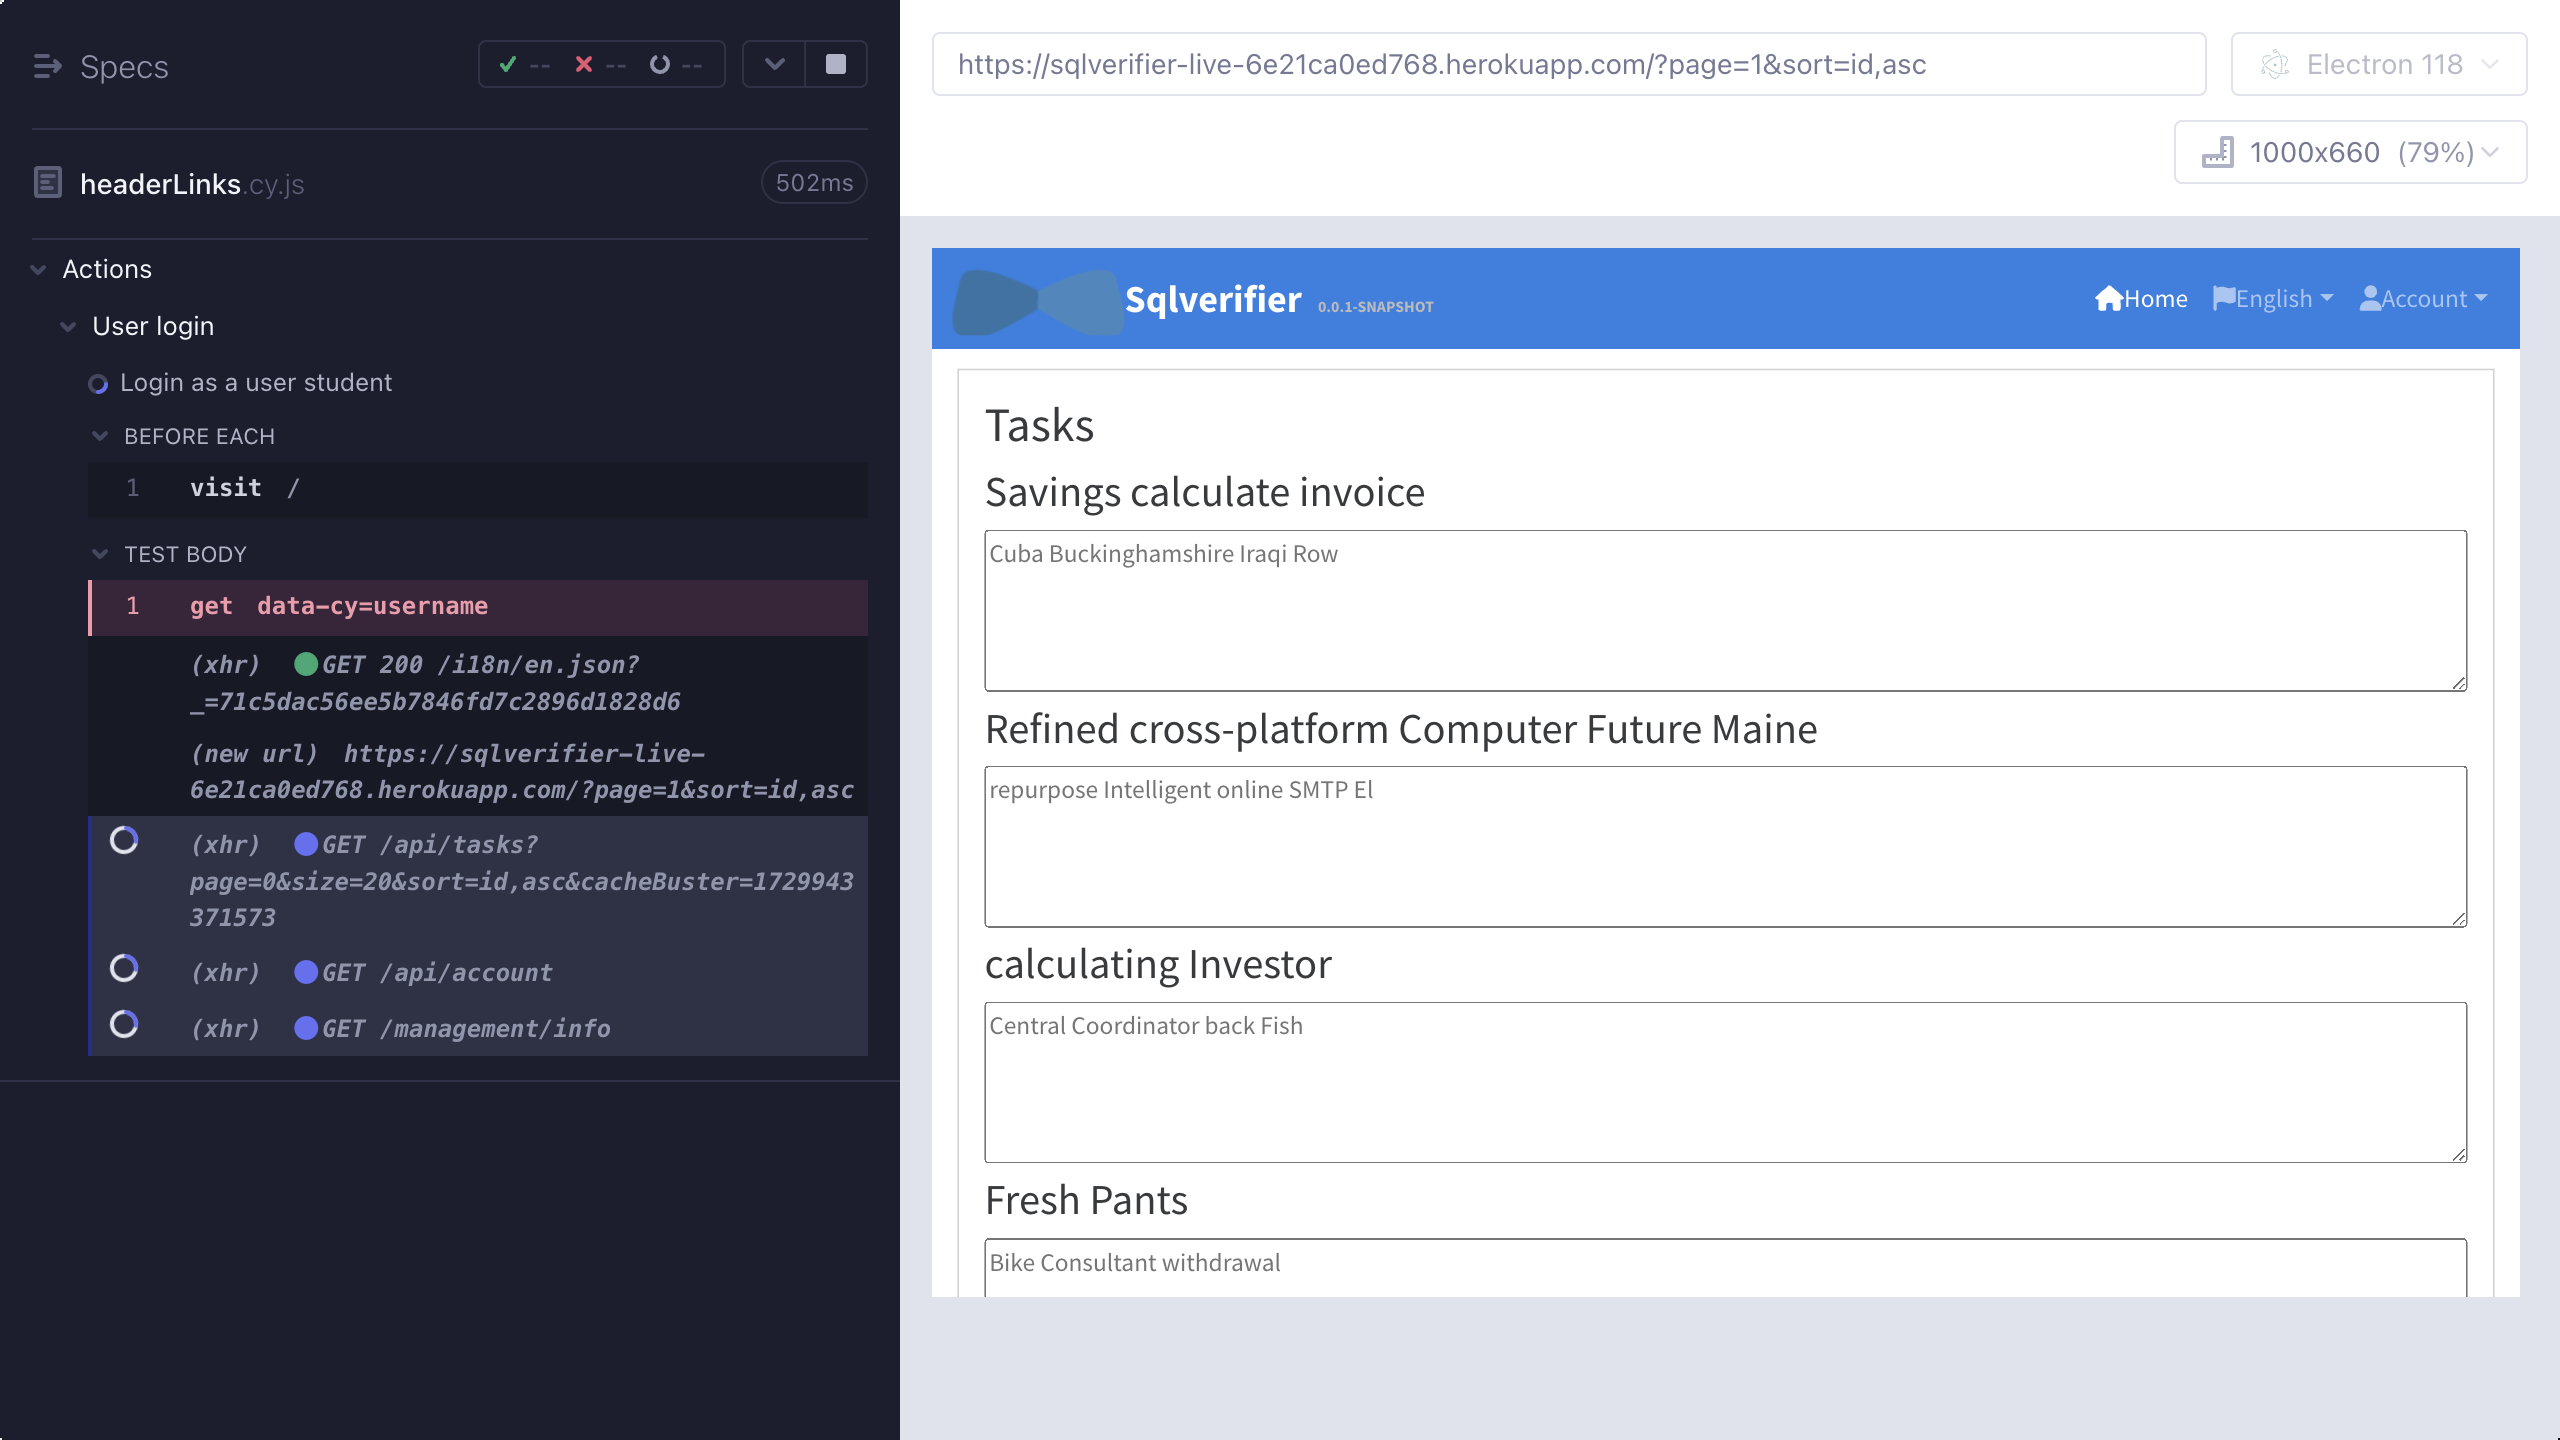 Specs
-- -- --
headerLinks.cy.js 502ms
Actions
User login
Login as a user student
BEFORE EACH
1 visit /
TEST BODY
1 get data-cy=username
(xhr) GET 200 /i18n/en.json?
_=71c5dac56ee5b7846fd7c2896d1828d6
(new url) https://sqlverifier-live-
6e21ca0ed768.herokuapp.com/?page=1&sort=id,asc
(xhr) GET /api/tasks?
page=0&size=20&sort=id,asc&cacheBuster=1729943
371573
(xhr) GET /api/account
(xhr) GET /management/info
https://sqlverifier-live-6e21ca0ed768.herokuapp.com/?page=1&sort=id,asc
Electron 118
1000x660 (79%)
Sqlverifier 0.0.1-SNAPSHOT
Home English Account
Tasks
Savings calculate invoice
Cuba Buckinghamshire Iraqi Row
Refined cross-platform Computer Future Maine
repurpose Intelligent online SMTP El
calculating Investor
Central Coordinator back Fish
Fresh Pants
Bike Consultant withdrawal